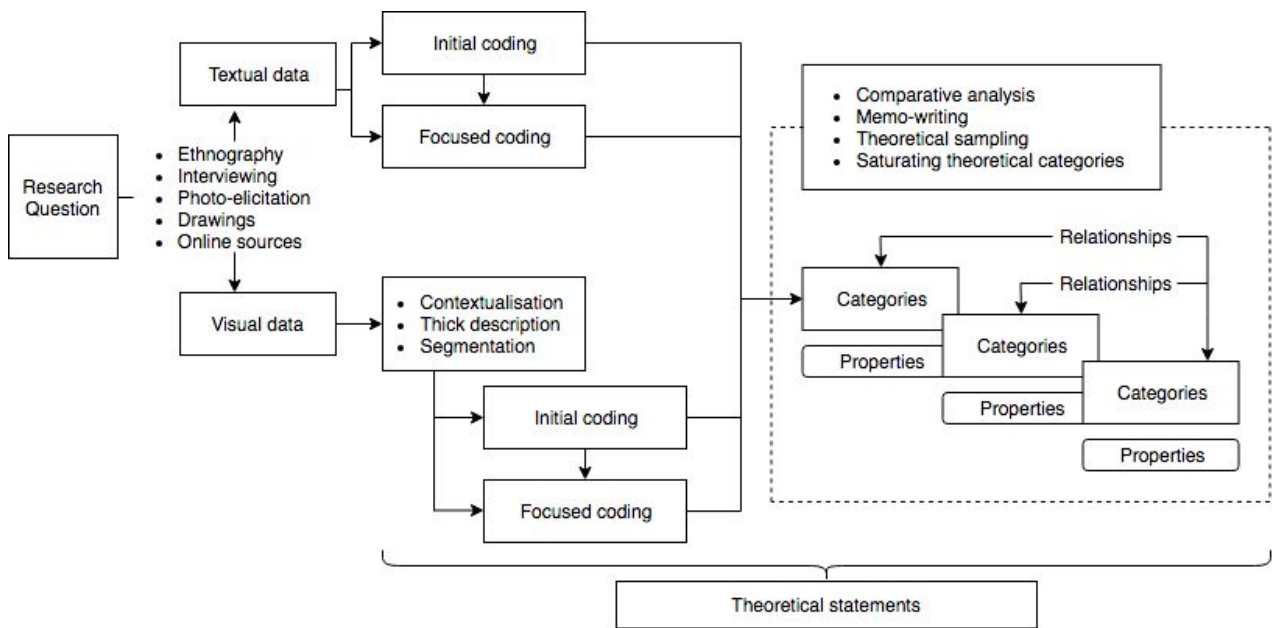 Research
Question
• Ethnography
• Interviewing
• Photo-elicitation
• Drawings
• Online sources
Textual data
Initial coding
Focused coding
Visual data
• Contextualisation
• Thick description
• Segmentation
Initial coding
Focused coding
• Comparative analysis
• Memo-writing
• Theoretical sampling
• Saturating theoretical categories
Relationships
Relationships
Categories
Properties
Categories
Properties
Categories
Properties
Theoretical statements